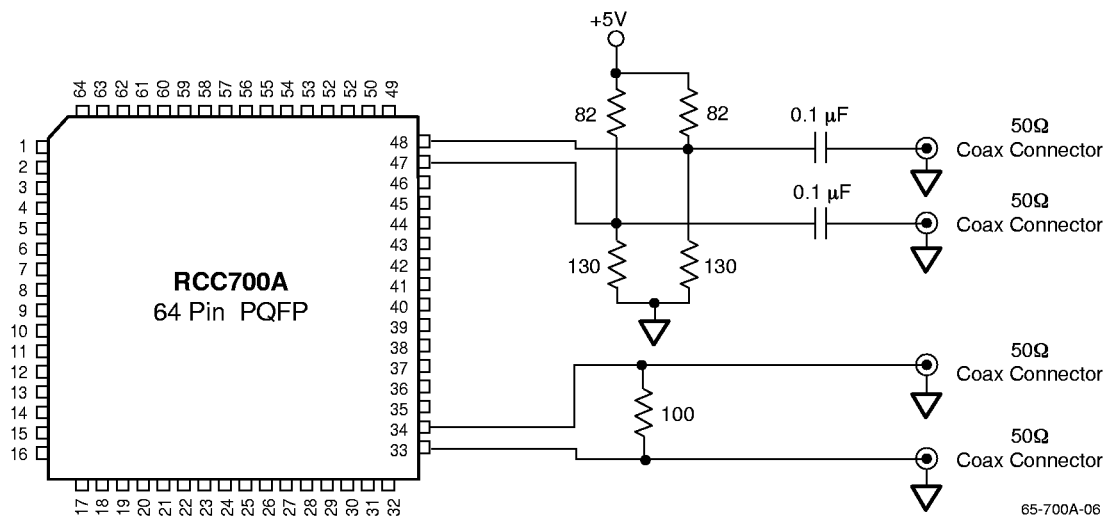 +5V
64 63 62 61 60 59 58 57 56 55 54 53 52 52 50 49
82
82
0.1 µF
50Ω
Coax Connector
0.1 µF
50Ω
Coax Connector
1
2
3
4
5
6
7
8
9
10
11
12
13
14
15
16
RCC700A
64 Pin PQFP
48
47
46
45
44
43
42
41
40
39
38
37
36
35
34
33
130
130
50Ω
Coax Connector
100
50Ω
Coax Connector
17 18 19 20 21 22 23 24 25 26 27 28 29 30 31 32
65-700A-06